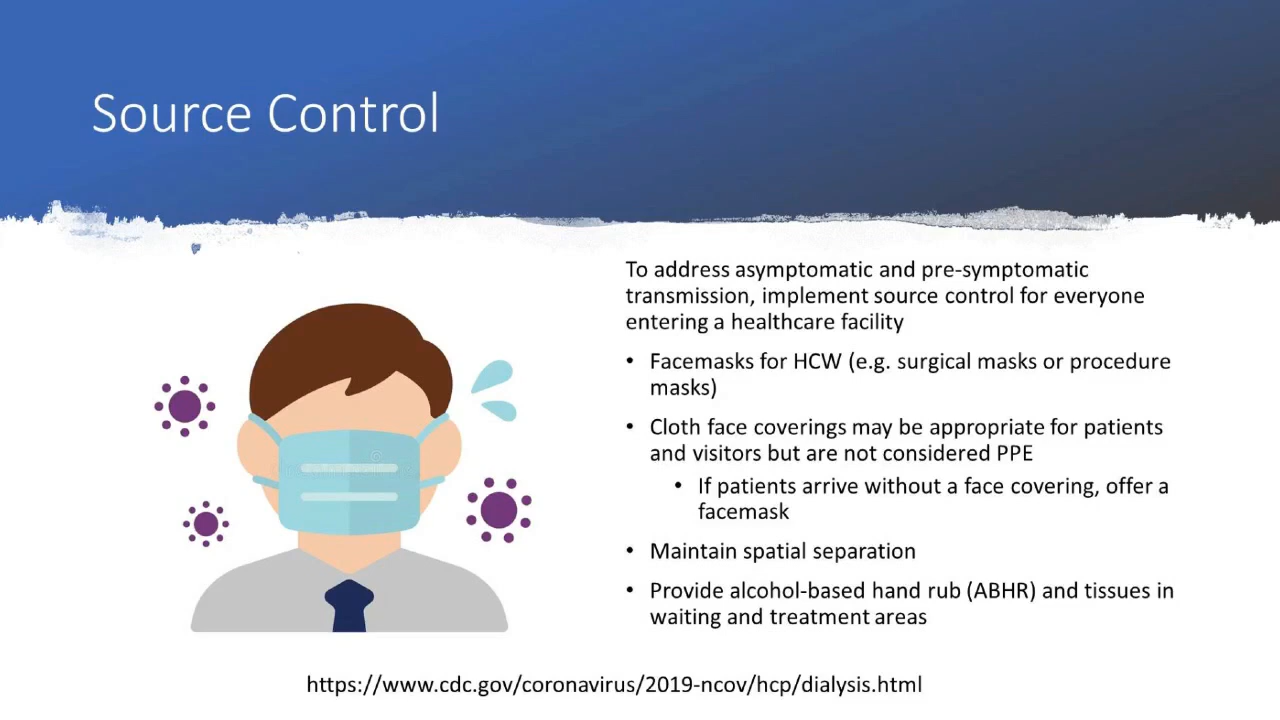 Source Control
To address asymptomatic and pre-symptomatic
transmission, implement source control for everyone
entering a healthcare facility
• Facemasks for HCW (e.g. surgical masks or procedure
masks)
• Cloth face coverings may be appropriate for patients
and visitors but are not considered PPE
• If patients arrive without a face covering, offer a
facemask
• Maintain spatial separation
• Provide alcohol-based hand rub (ABHR) and tissues in
waiting and treatment areas
https://www.cdc.gov/coronavirus/2019-ncov/hcp/dialysis.html